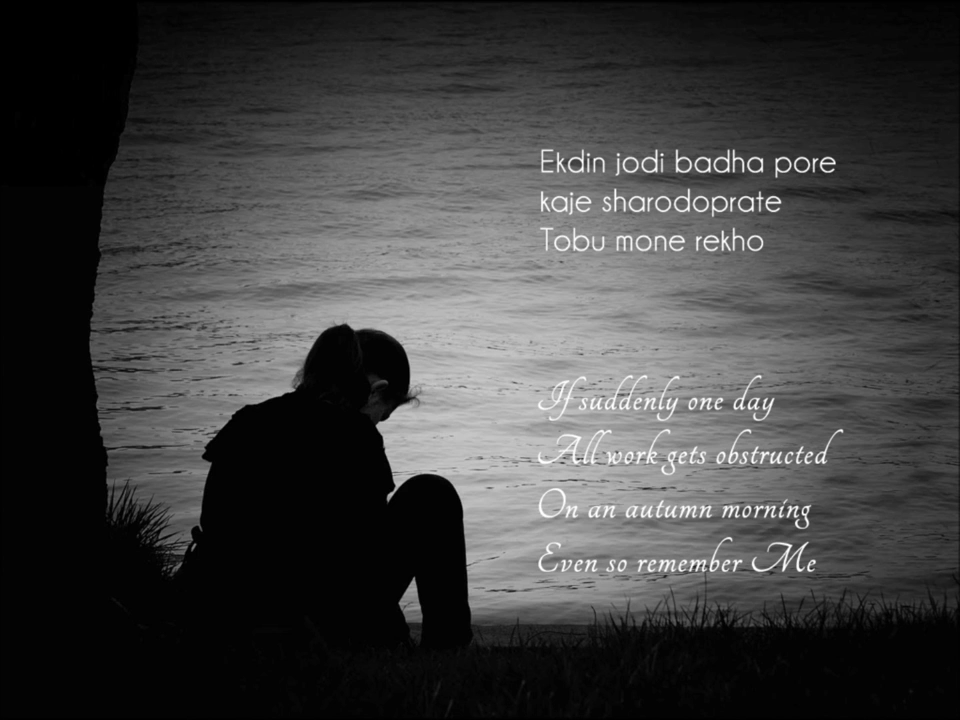 Ekdin jodi badha pore
kaje sharodoprate
Tobu mone rekho
If suddenly one day
All work gets obstructed
On an autumn morning
Even so remember Me